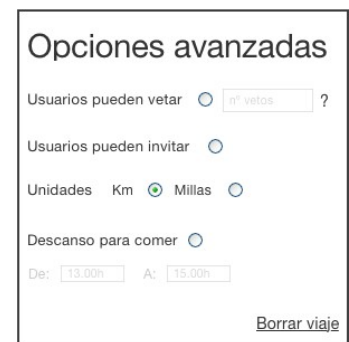 Opciones avanzadas
Usuarios pueden vetar nº vetos ?
Usuarios pueden invitar
Unidades Km Millas
Descanso para comer
De: 13.00h A: 15.00h
Borrar viaje